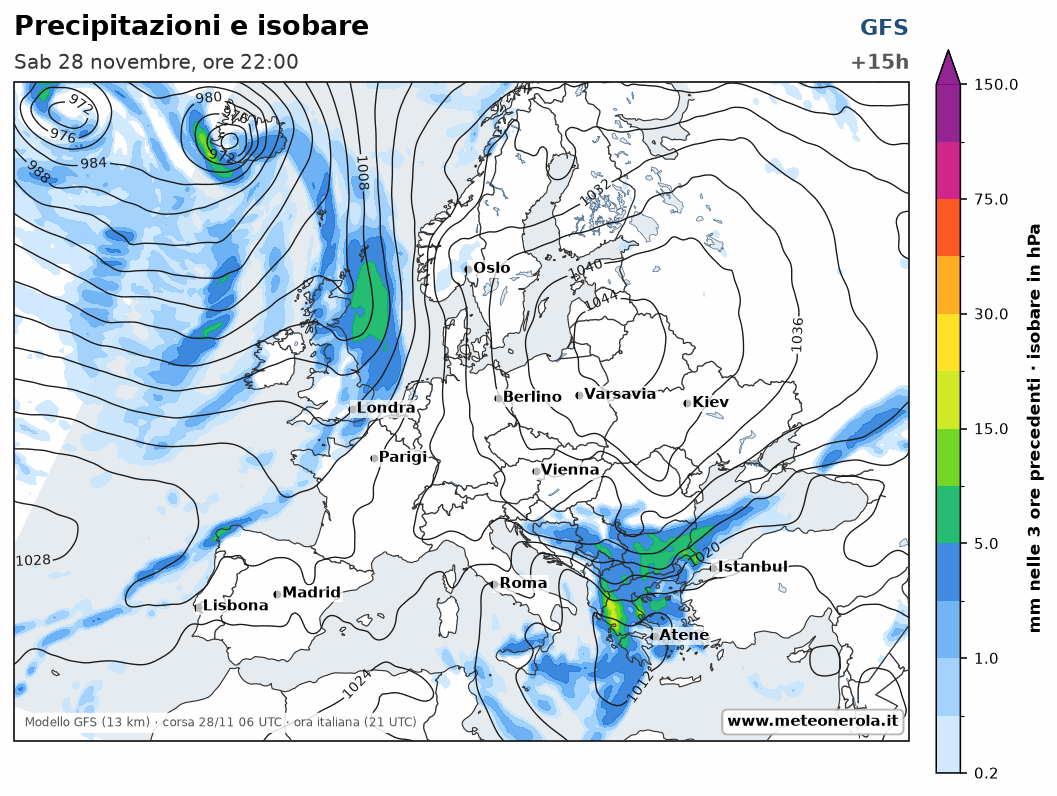 Precipitazioni e isobare
GFS
Sab 28 novembre, ore 22:00
+15h
972
976
980
976
972
984
988
1008
1032
1040
1044
1036
1028
1020
1024
1012
Oslo
Londra
Berlino
Varsavia
Kiev
Parigi
Vienna
Madrid
Lisbona
Roma
Istanbul
Atene
Modello GFS (13 km) · corsa 28/11 06 UTC · ora italiana (21 UTC)
www.meteonerola.it
150.0
75.0
30.0
15.0
5.0
1.0
0.2
mm nelle 3 ore precedenti · isobare in hPa